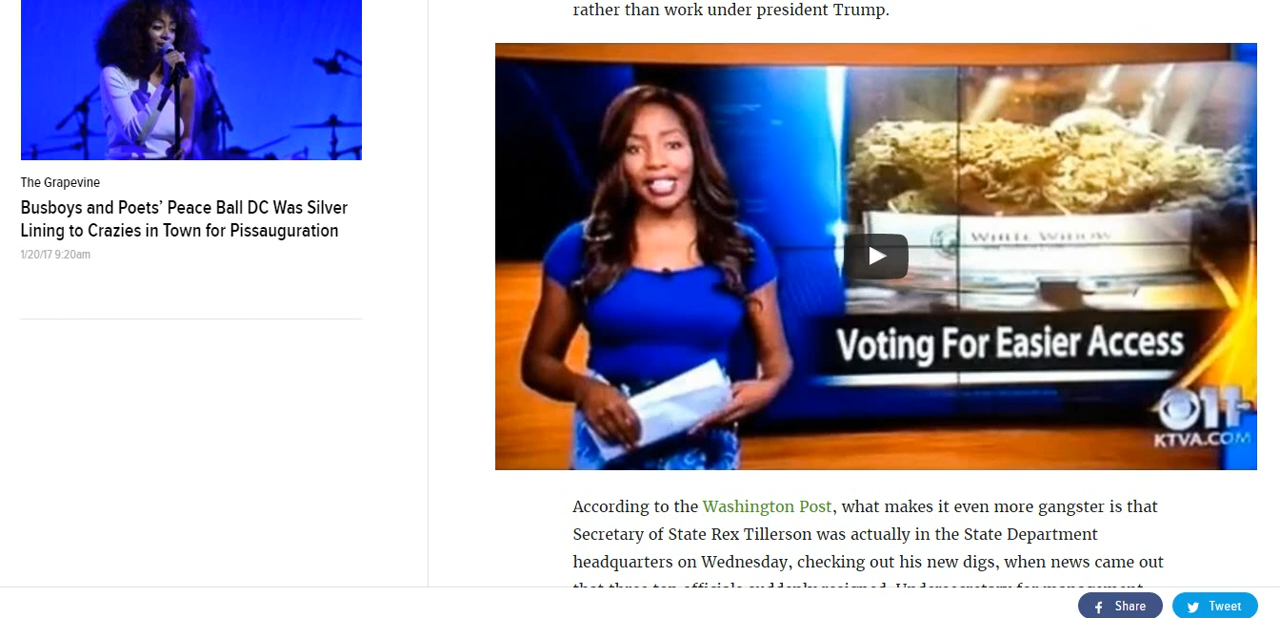 The Grapevine
Busboys and Poets’ Peace Ball DC Was Silver
Lining to Crazies in Town for Pissauguration
1/20/17 9:20am
rather than work under president Trump.
WHITE WIDOW
Voting For Easier Access
11
KTVA.COM
According to the Washington Post, what makes it even more gangster is that
Secretary of State Rex Tillerson was actually in the State Department
headquarters on Wednesday, checking out his new digs, when news came out
that three top officials suddenly resigned. Undersecretary for management
Share
Tweet